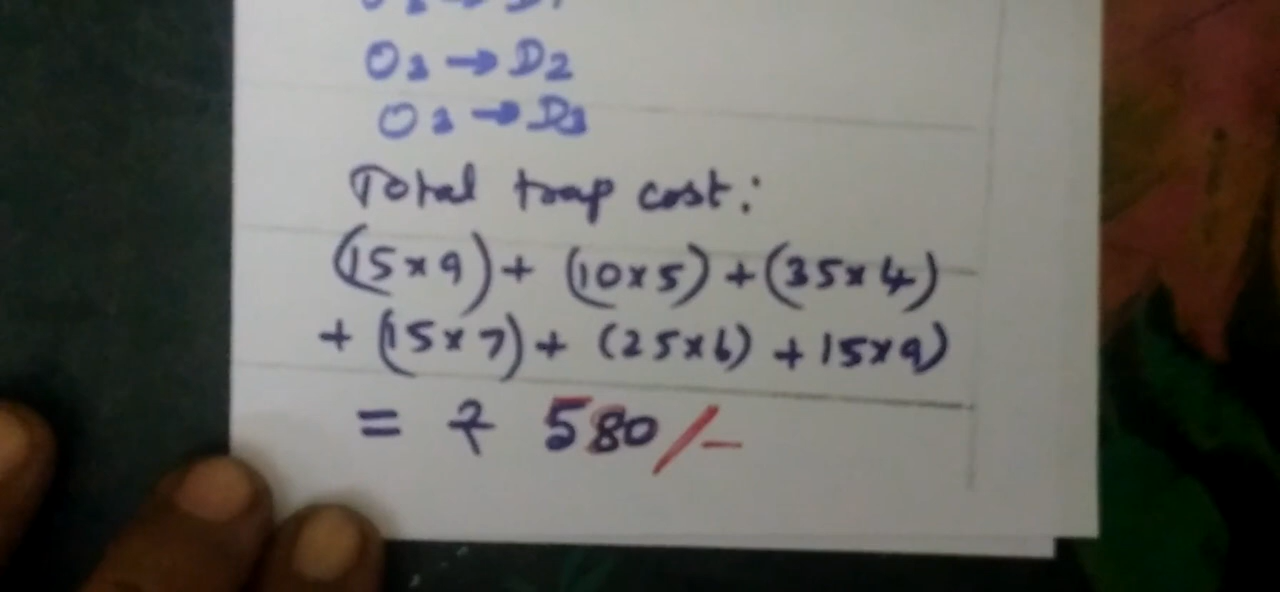 O3 → D2
O3 → D3
Total trap cost:
(15×9) + (10×5) + (35×4)
+ (15×7) + (25×6) + 15×9)
= ₹ 580/-